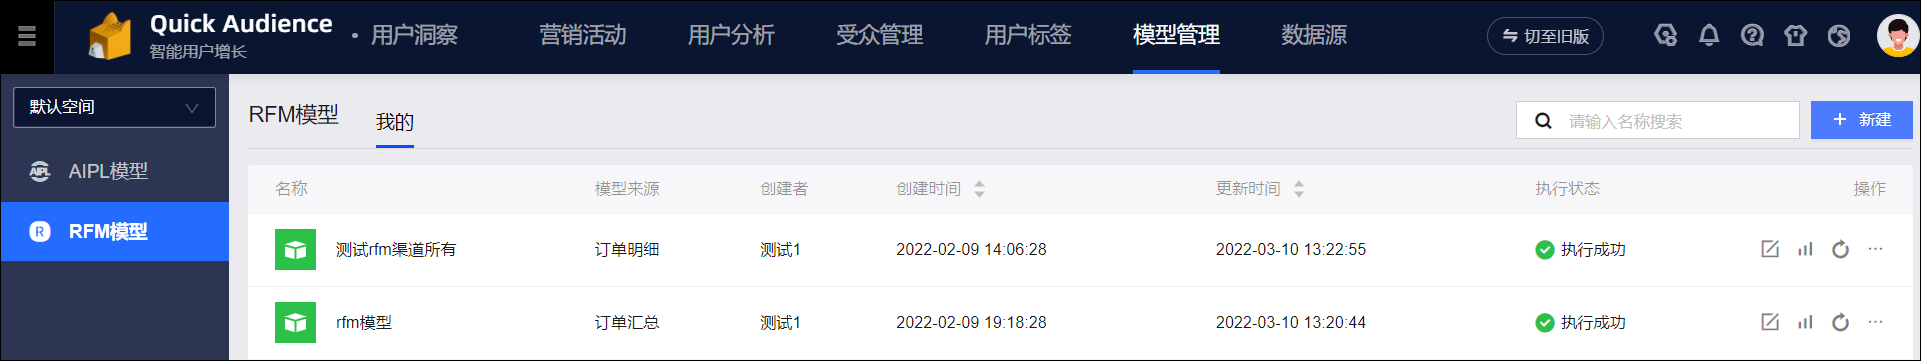 Quick Audience
智能用户增长
• 用户洞察 营销活动 用户分析 受众管理 用户标签 模型管理 数据源 切至旧版
默认空间
AIPL AIPL模型
R RFM模型
RFM模型 我的 请输入名称搜索 + 新建
名称 模型来源 创建者 创建时间 更新时间 执行状态 操作
测试rfm渠道所有 订单明细 测试1 2022-02-09 14:06:28 2022-03-10 13:22:55 执行成功 ...
rfm模型 订单汇总 测试1 2022-02-09 19:18:28 2022-03-10 13:20:44 执行成功 ...